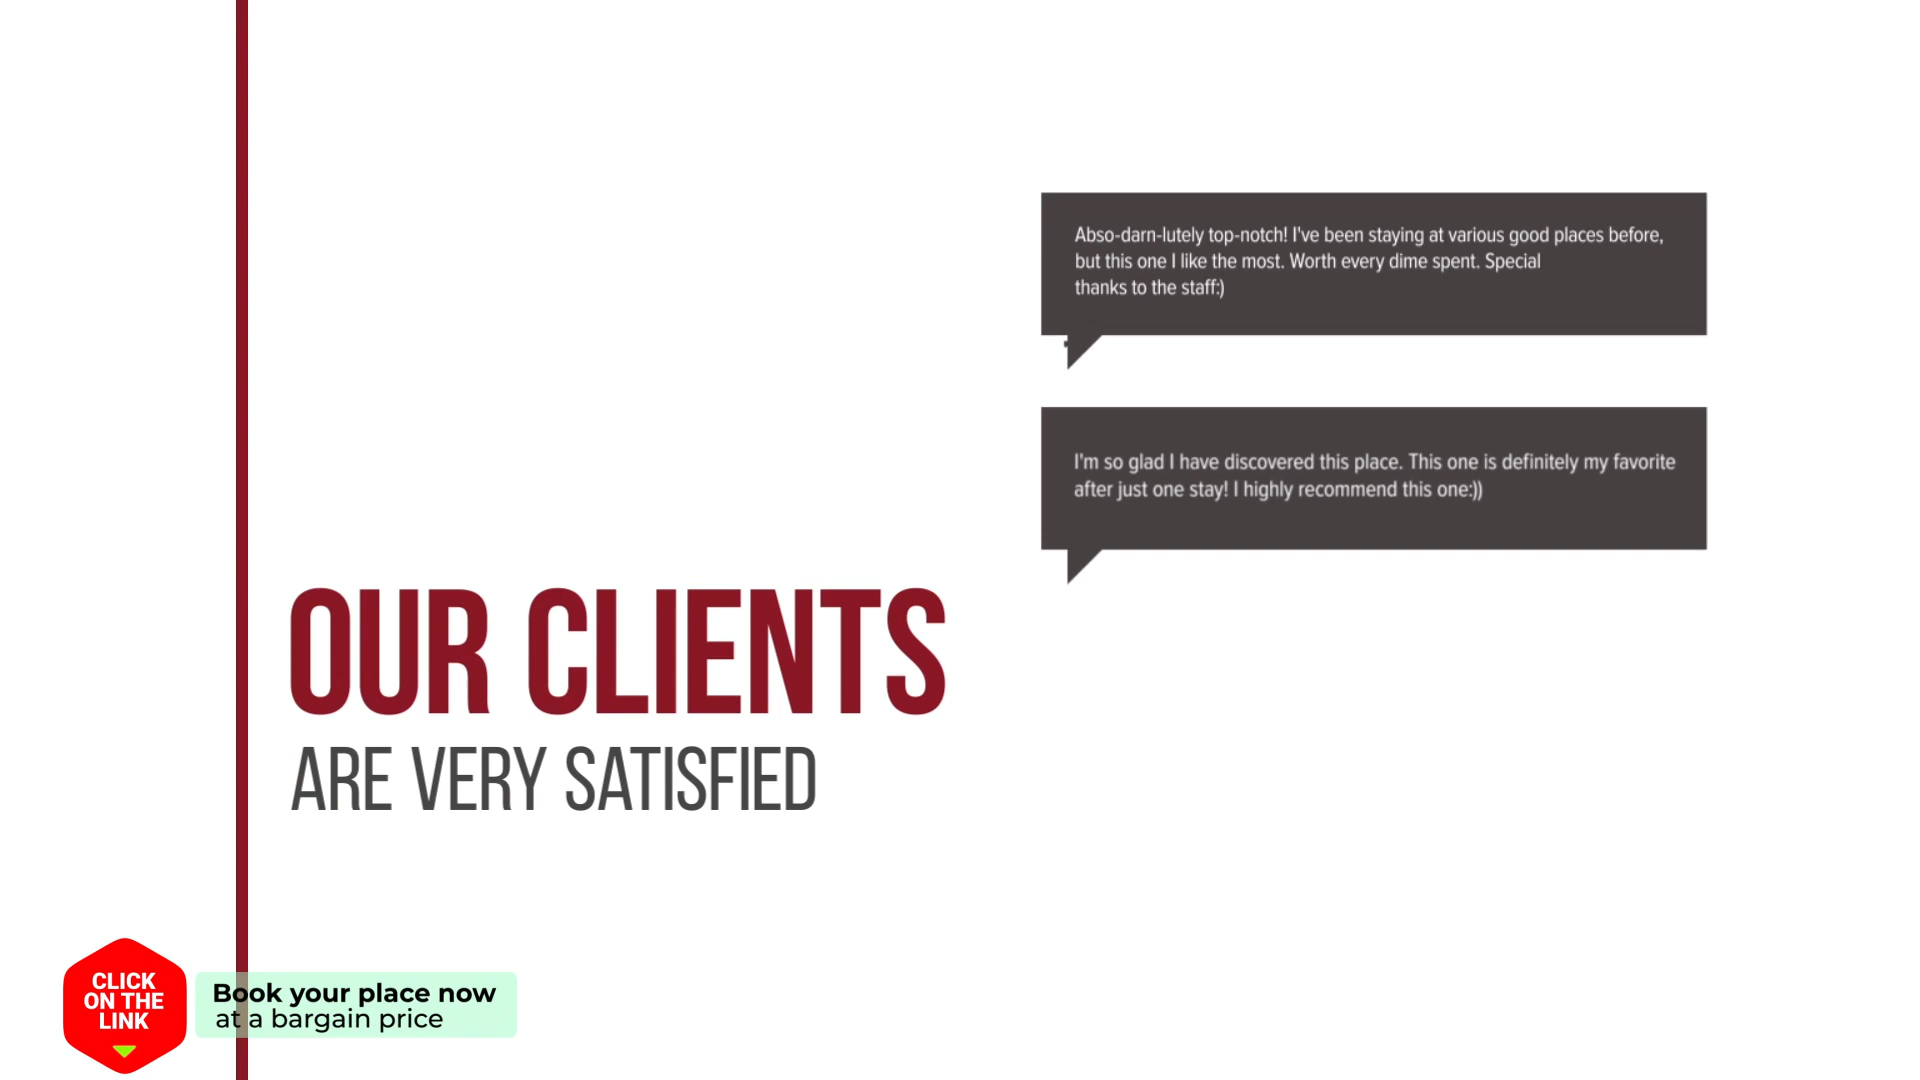 Abso-darn-lutely top-notch! I've been staying at various good places before,
but this one I like the most. Worth every dime spent. Special
thanks to the staff:)
I'm so glad I have discovered this place. This one is definitely my favorite
after just one stay! I highly recommend this one:))
OUR CLIENTS
ARE VERY SATISFIED
CLICK
ON THE
LINK
Book your place now
at a bargain price